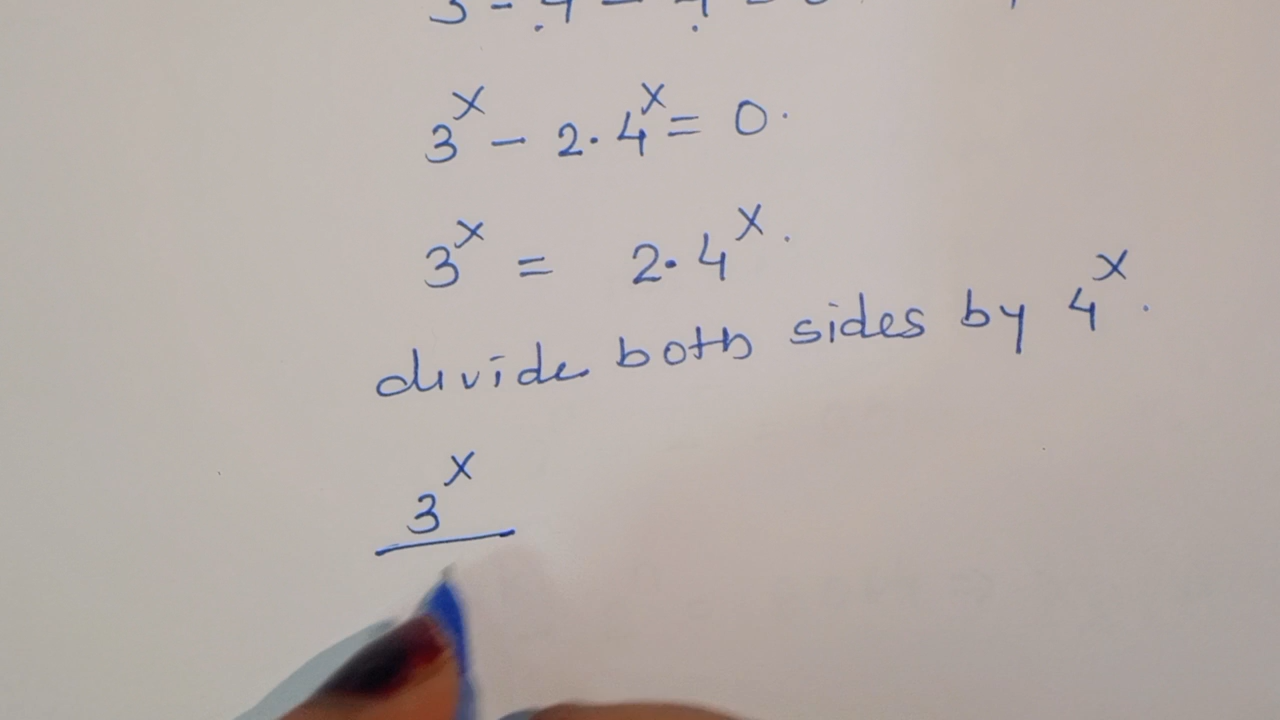 3^x - 2·4^x = 0.
3^x = 2·4^x.
divide both sides by 4^x.
3^x